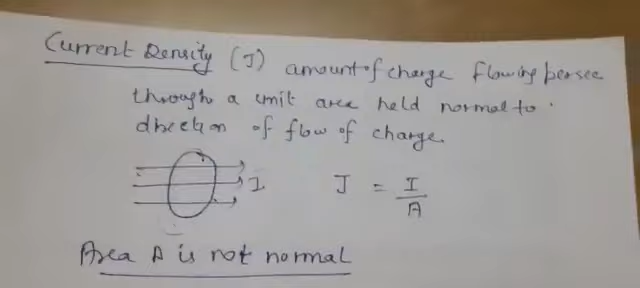 Current Density (J) amount of charge flowing per sec
through a unit area held normal to
direction of flow of charge.
I J = I/A
Area A is not normal